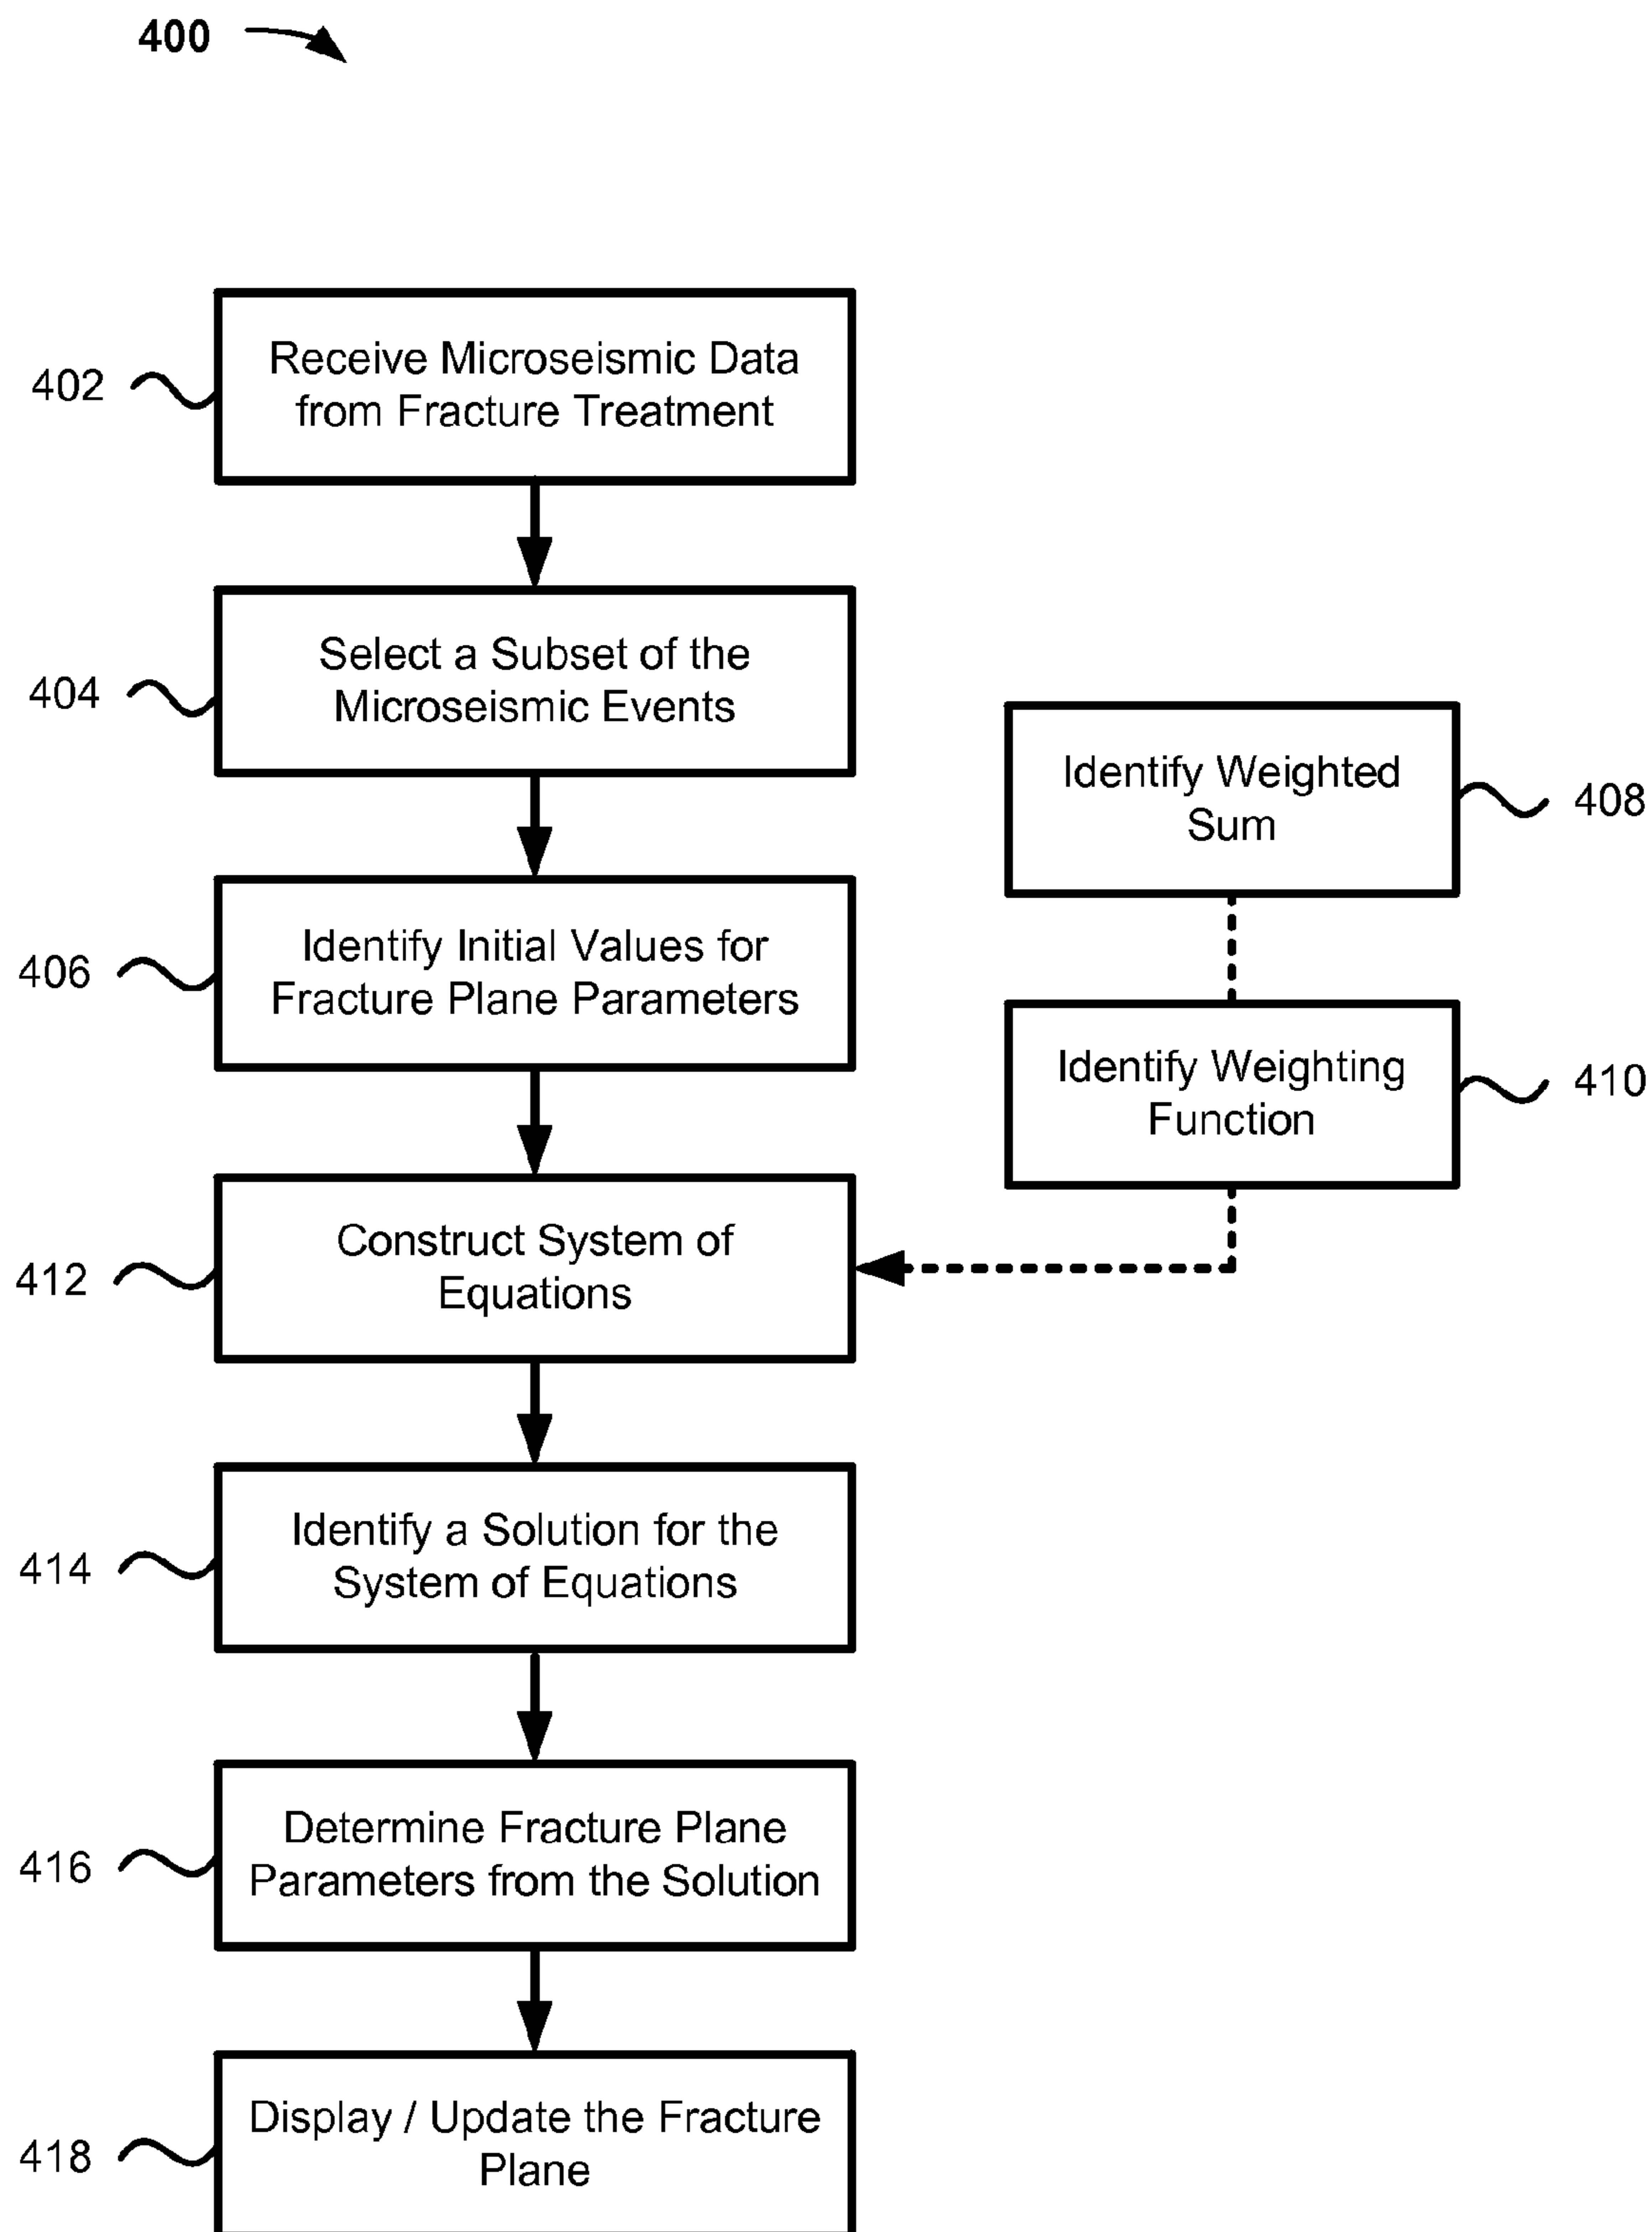 400
402
Receive Microseismic Data
from Fracture Treatment
404
Select a Subset of the
Microseismic Events
406
Identify Initial Values for
Fracture Plane Parameters
Identify Weighted
Sum
408
Identify Weighting
Function
410
412
Construct System of
Equations
414
Identify a Solution for the
System of Equations
416
Determine Fracture Plane
Parameters from the Solution
418
Display / Update the Fracture
Plane